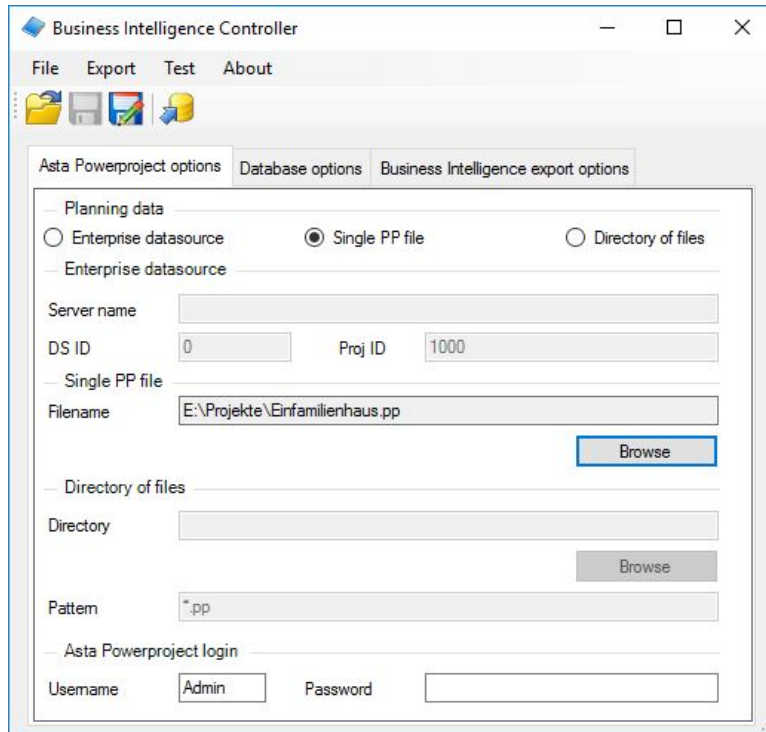 Business Intelligence Controller
File Export Test About
Asta Powerproject options Database options Business Intelligence export options
Planning data
Enterprise datasource Single PP file Directory of files
Enterprise datasource
Server name
DS ID 0 Proj ID 1000
Single PP file
Filename E:\Projekte\Einfamilienhaus.pp
Browse
Directory of files
Directory
Browse
Pattern *.pp
Asta Powerproject login
Username Admin Password